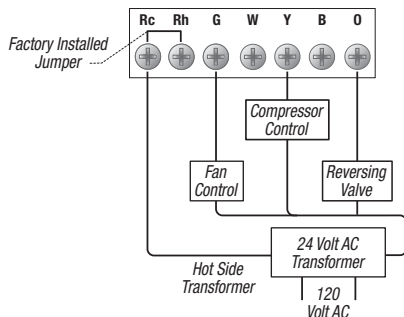 Rc Rh G W Y B O
Factory Installed
Jumper
Compressor
Control
Fan
Control
Reversing
Valve
24 Volt AC
Transformer
Hot Side
Transformer
120
Volt AC